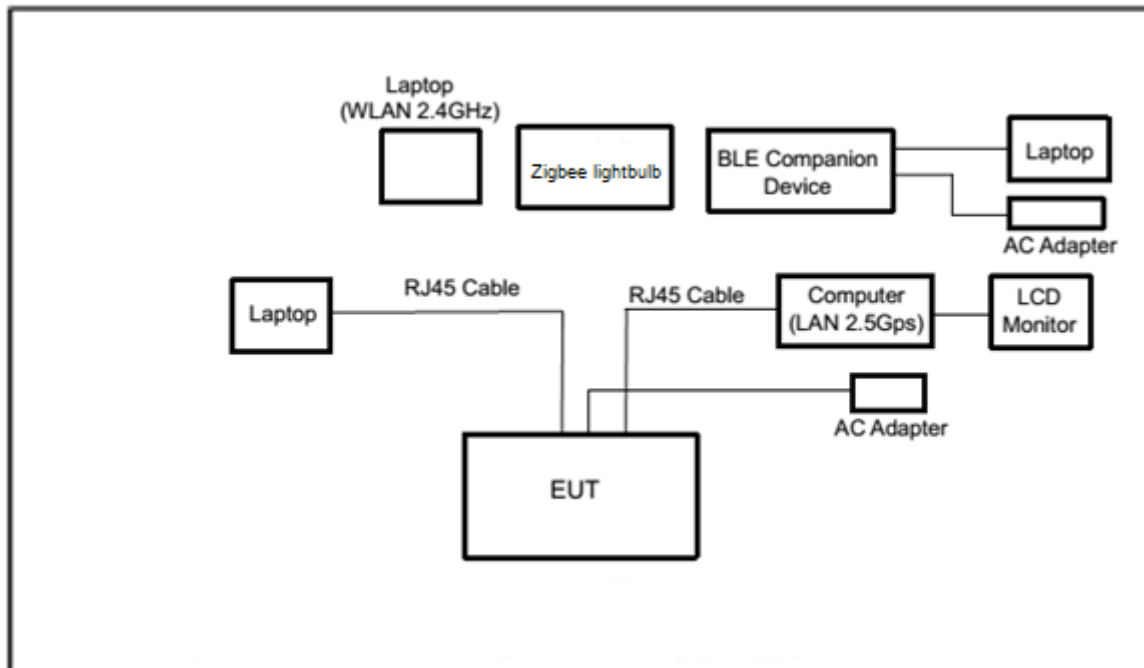 Laptop
(WLAN 2.4GHz)
Zigbee lightbulb
BLE Companion
Device
Laptop
AC Adapter
Laptop
RJ45 Cable
RJ45 Cable
Computer
(LAN 2.5Gps)
LCD
Monitor
AC Adapter
EUT